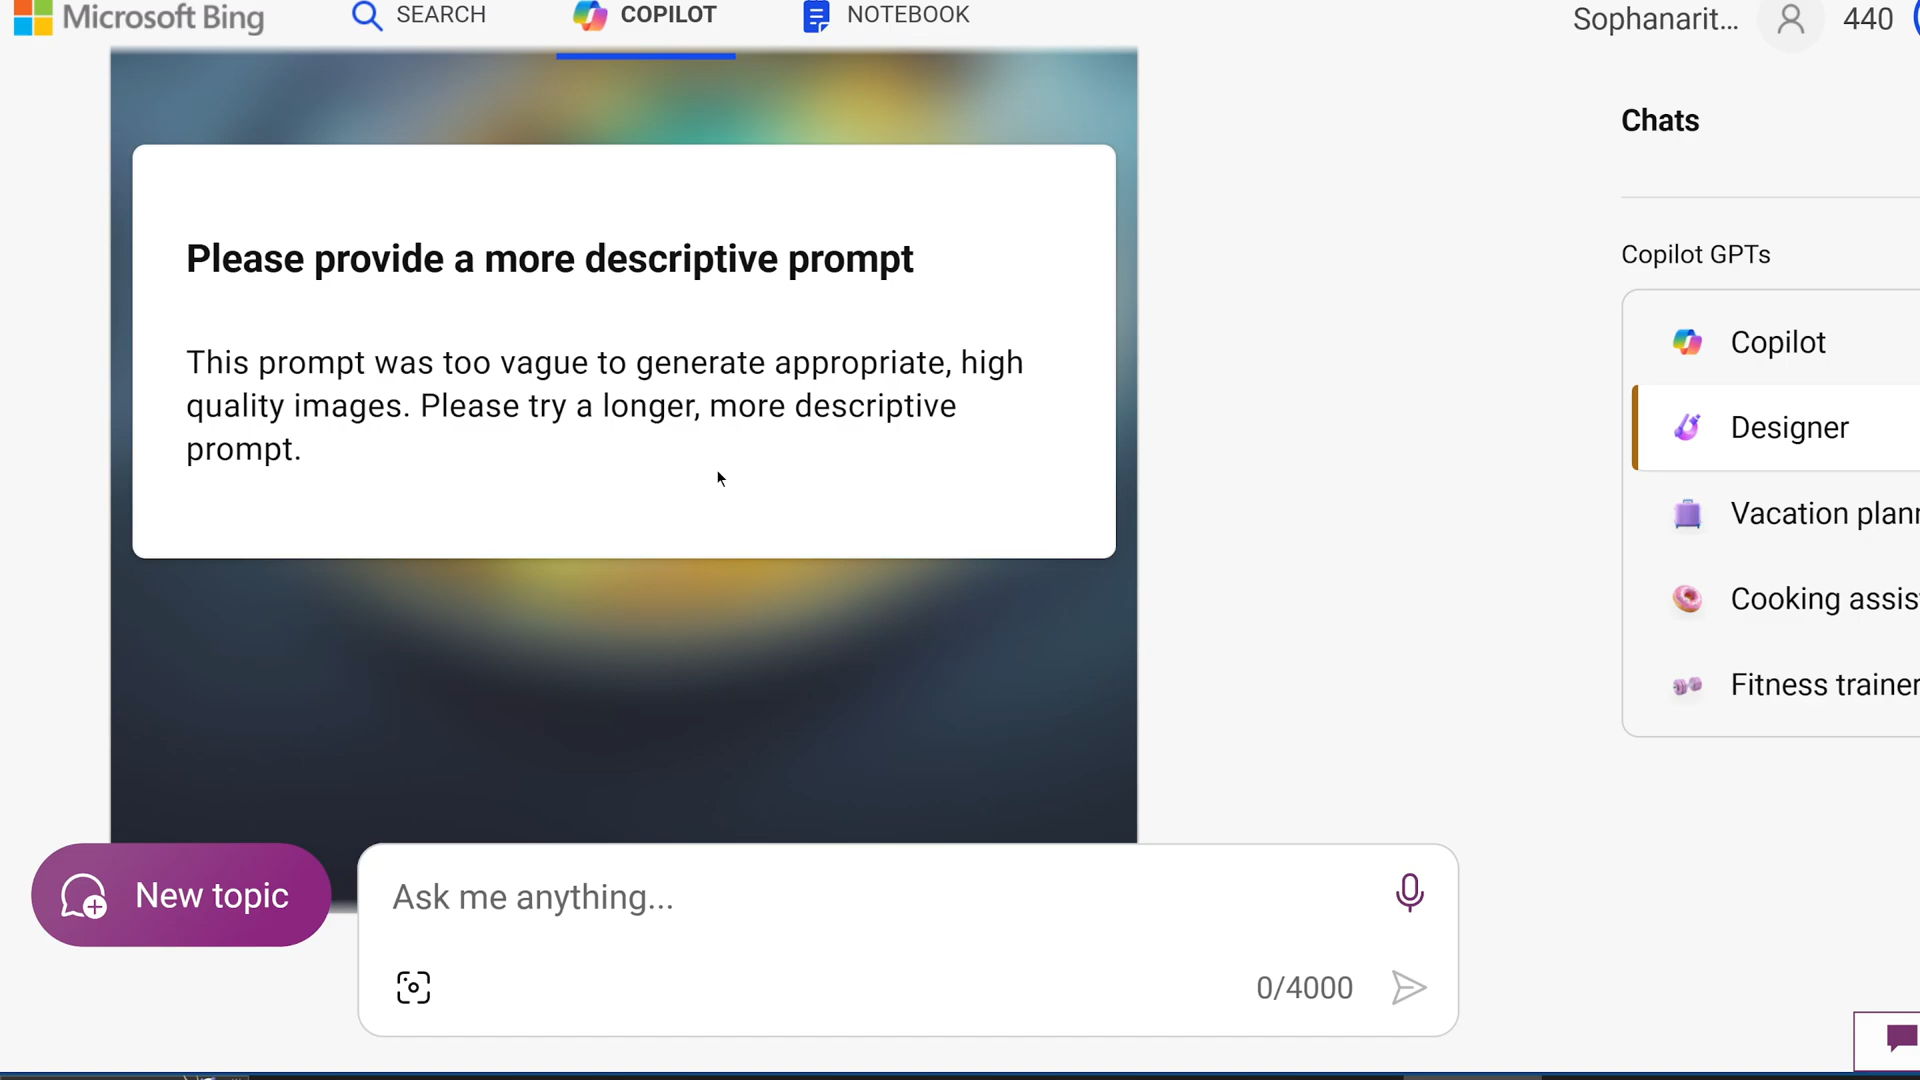 Microsoft Bing
SEARCH
COPILOT
NOTEBOOK
Sophanarit...
440
Please provide a more descriptive prompt
This prompt was too vague to generate appropriate, high
quality images. Please try a longer, more descriptive
prompt.
Chats
Copilot GPTs
Copilot
Designer
Vacation plann
Cooking assis
Fitness trainer
New topic
Ask me anything...
0/4000